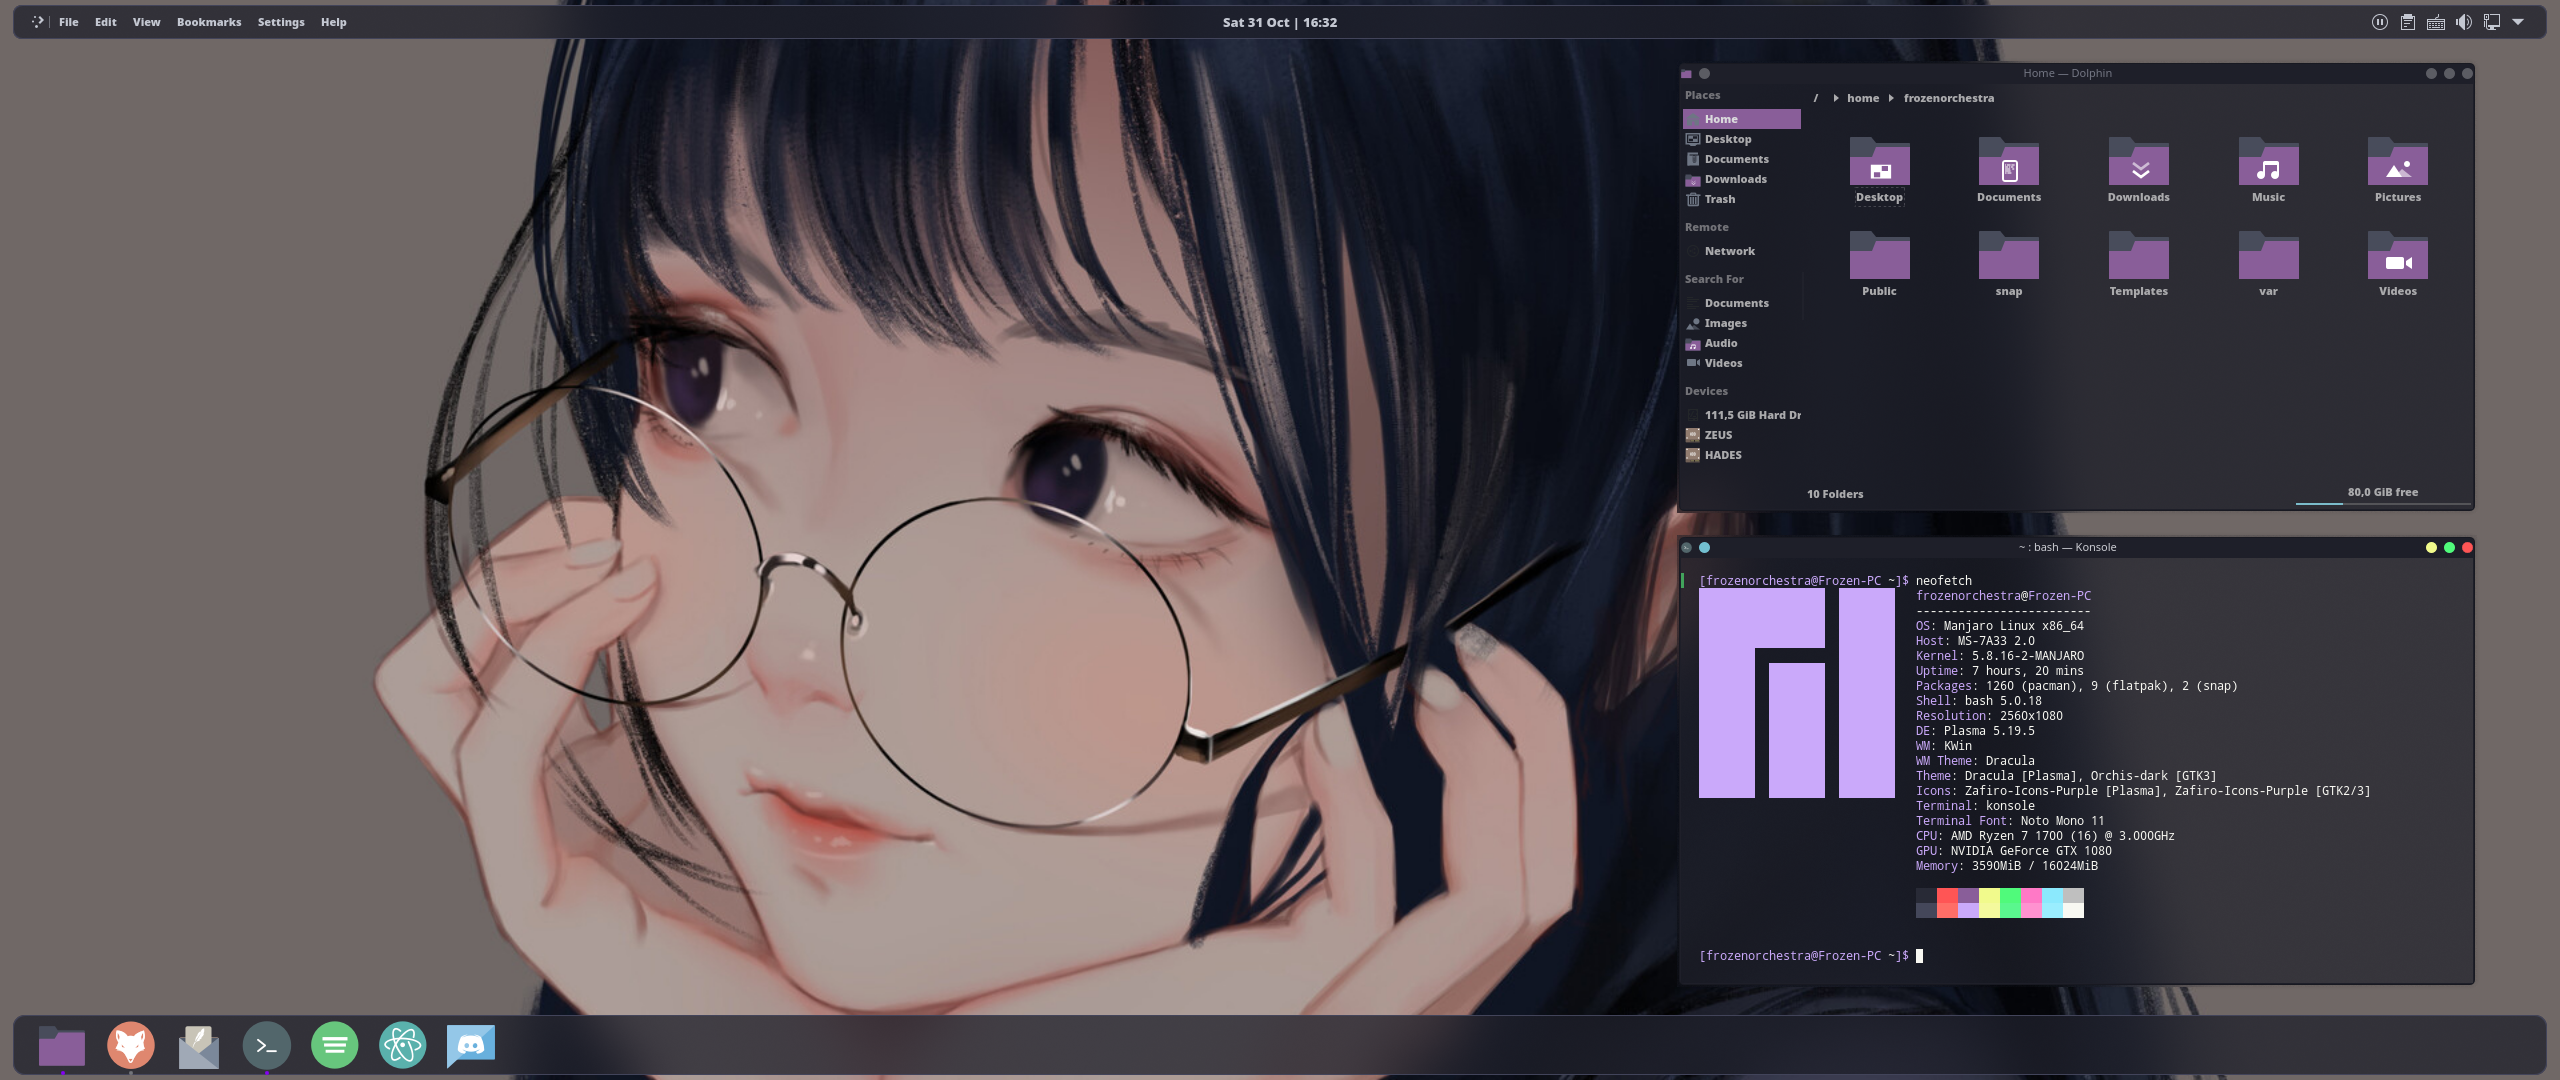 File Edit View Bookmarks Settings Help
Sat 31 Oct | 16:32
Home — Dolphin
Places
Home
Desktop
Documents
Downloads
Trash
Remote
Network
Search For
Documents
Images
Audio
Videos
Devices
111,5 GiB Hard Dr
ZEUS
HADES
/ home frozenorchestra
Desktop Documents Downloads Music Pictures
Public snap Templates var Videos
10 Folders
80,0 GiB free
~ : bash — Konsole
[frozenorchestra@Frozen-PC ~]$ neofetch
frozenorchestra@Frozen-PC
-------------------------
OS: Manjaro Linux x86_64
Host: MS-7A33 2.0
Kernel: 5.8.16-2-MANJARO
Uptime: 7 hours, 20 mins
Packages: 1260 (pacman), 9 (flatpak), 2 (snap)
Shell: bash 5.0.18
Resolution: 2560x1080
DE: Plasma 5.19.5
WM: KWin
WM Theme: Dracula
Theme: Dracula [Plasma], Orchis-dark [GTK3]
Icons: Zafiro-Icons-Purple [Plasma], Zafiro-Icons-Purple [GTK2/3]
Terminal: konsole
Terminal Font: Noto Mono 11
CPU: AMD Ryzen 7 1700 (16) @ 3.000GHz
GPU: NVIDIA GeForce GTX 1080
Memory: 3590MiB / 16024MiB
[frozenorchestra@Frozen-PC ~]$